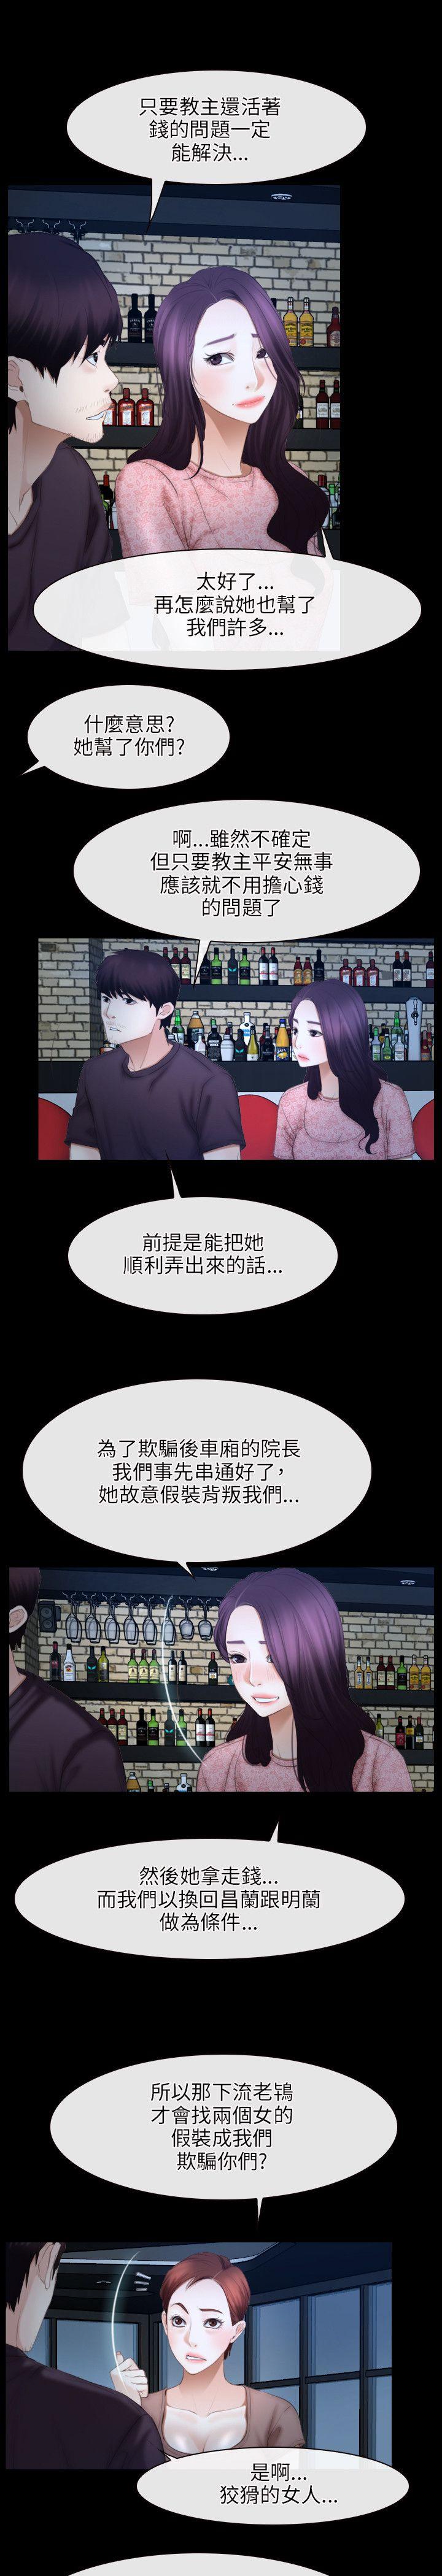 只要教主還活著
錢的問題一定
能解決...
太好了...
再怎麼說她也幫了
我們許多...
什麼意思?
她幫了你們?
啊...雖然不確定
但只要教主平安無事
應該就不用擔心錢
的問題了
前提是能把她
順利弄出來的話...
為了欺騙後車廂的院長
我們事先串通好了,
她故意假裝背叛我們...
然後她拿走錢...
而我們以換回昌蘭跟明蘭
做為條件...
所以那下流老鴇
才會找兩個女的
假裝成我們
欺騙你們?
是啊...
狡猾的女人...